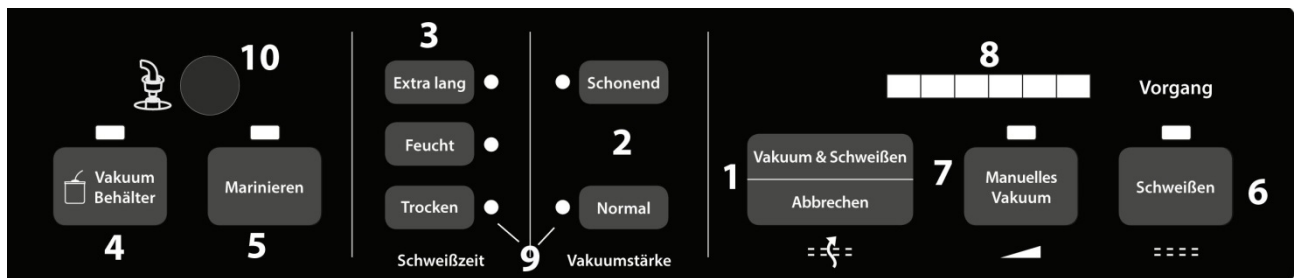 10
Vakuum
Behälter
4
Marinieren
5
3
Extra lang
Feucht
Trocken
Schweißzeit
9
Schonend
2
Normal
Vakuumstärke
1
Vakuum & Schweißen
Abbrechen
8
7
Manuelles
Vakuum
Vorgang
Schweißen
6